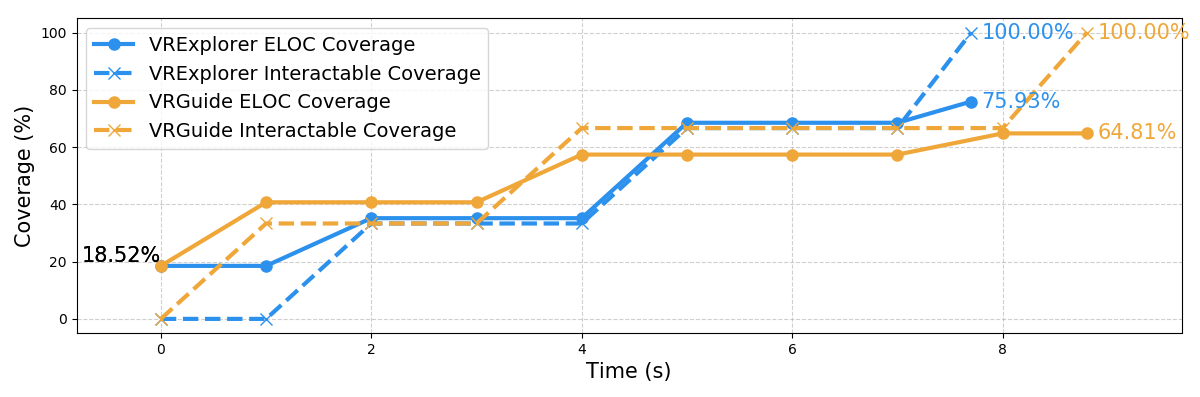 VRExplorer ELOC Coverage
VRExplorer Interactable Coverage
VRGuide ELOC Coverage
VRGuide Interactable Coverage
100.00%
100.00%
75.93%
64.81%
18.52%
Coverage (%)
100
80
60
40
20
0
0 2 4 6 8
Time (s)